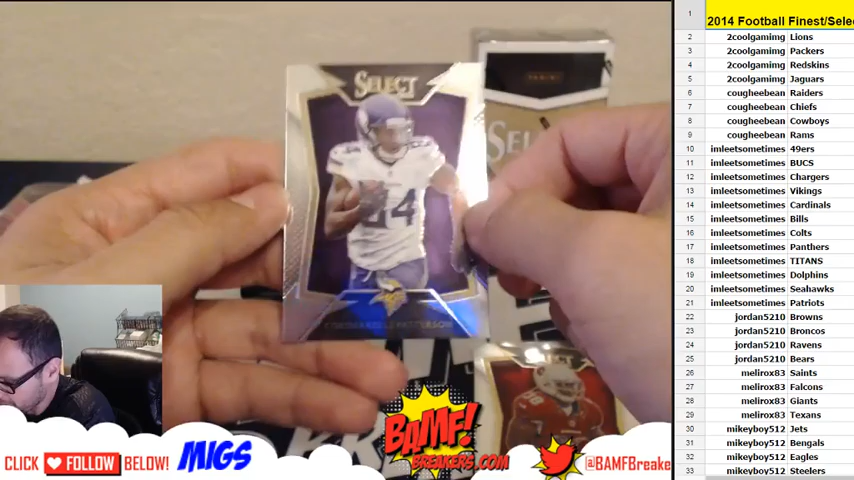 1
2014 Football Finest/Selec
2 2coolgamimg Lions
3 2coolgamimg Packers
4 2coolgamimg Redskins
5 2coolgamimg Jaguars
6 cougheebean Raiders
7 cougheebean Chiefs
8 cougheebean Cowboys
9 cougheebean Rams
10 imleetsometimes 49ers
11 imleetsometimes BUCS
12 imleetsometimes Chargers
13 imleetsometimes Vikings
14 imleetsometimes Cardinals
15 imleetsometimes Bills
16 imleetsometimes Colts
17 imleetsometimes Panthers
18 imleetsometimes TITANS
19 imleetsometimes Dolphins
20 imleetsometimes Seahawks
21 imleetsometimes Patriots
22 jordan5210 Browns
23 jordan5210 Broncos
24 jordan5210 Ravens
25 jordan5210 Bears
26 melirox83 Saints
27 melirox83 Falcons
28 melirox83 Giants
29 melirox83 Texans
30 mikeyboy512 Jets
31 mikeyboy512 Bengals
32 mikeyboy512 Eagles
33 mikeyboy512 Steelers
SELECT
84
CORDARRELLE PATTERSON
PANINI
SEL
SELECT
CLICK FOLLOW BELOW!
MIGS
BAMF!
BREAKERS.COM
@BAMFBreake